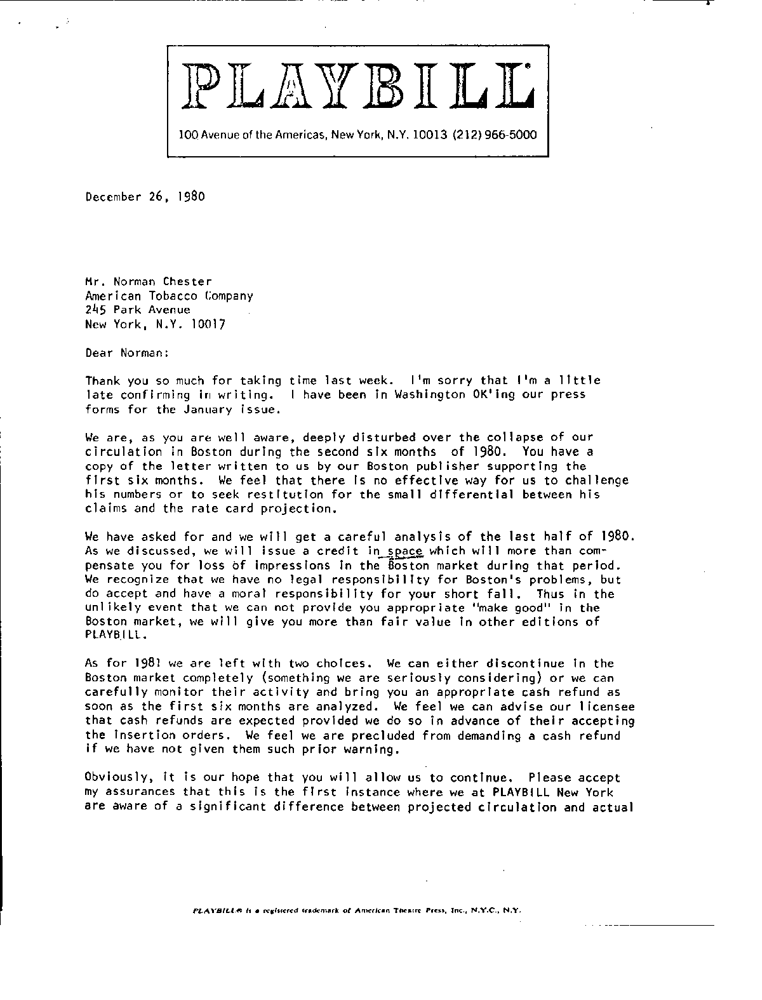 PLAYBILL®
100 Avenue of the Americas, New York, N.Y. 10013 (212) 966-5000
December 26, 1980
Mr. Norman Chester
American Tobacco Company
245 Park Avenue
New York, N.Y. 10017
Dear Norman:
Thank you so much for taking time last week. I'm sorry that I'm a little
late confirming in writing. I have been in Washington OK'ing our press
forms for the January issue.
We are, as you are well aware, deeply disturbed over the collapse of our
circulation in Boston during the second six months of 1980. You have a
copy of the letter written to us by our Boston publisher supporting the
first six months. We feel that there is no effective way for us to challenge
his numbers or to seek restitution for the small differential between his
claims and the rate card projection.
We have asked for and we will get a careful analysis of the last half of 1980.
As we discussed, we will issue a credit in space which will more than com-
pensate you for loss of impressions in the Boston market during that period.
We recognize that we have no legal responsibility for Boston's problems, but
do accept and have a moral responsibility for your short fall. Thus in the
unlikely event that we can not provide you appropriate "make good" in the
Boston market, we will give you more than fair value in other editions of
PLAYBILL.
As for 1981 we are left with two choices. We can either discontinue in the
Boston market completely (something we are seriously considering) or we can
carefully monitor their activity and bring you an appropriate cash refund as
soon as the first six months are analyzed. We feel we can advise our licensee
that cash refunds are expected provided we do so in advance of their accepting
the insertion orders. We feel we are precluded from demanding a cash refund
if we have not given them such prior warning.
Obviously, it is our hope that you will allow us to continue. Please accept
my assurances that this is the first instance where we at PLAYBILL New York
are aware of a significant difference between projected circulation and actual
PLAYBILL® is a registered trademark of American Theatre Press, Inc., N.Y.C., N.Y.